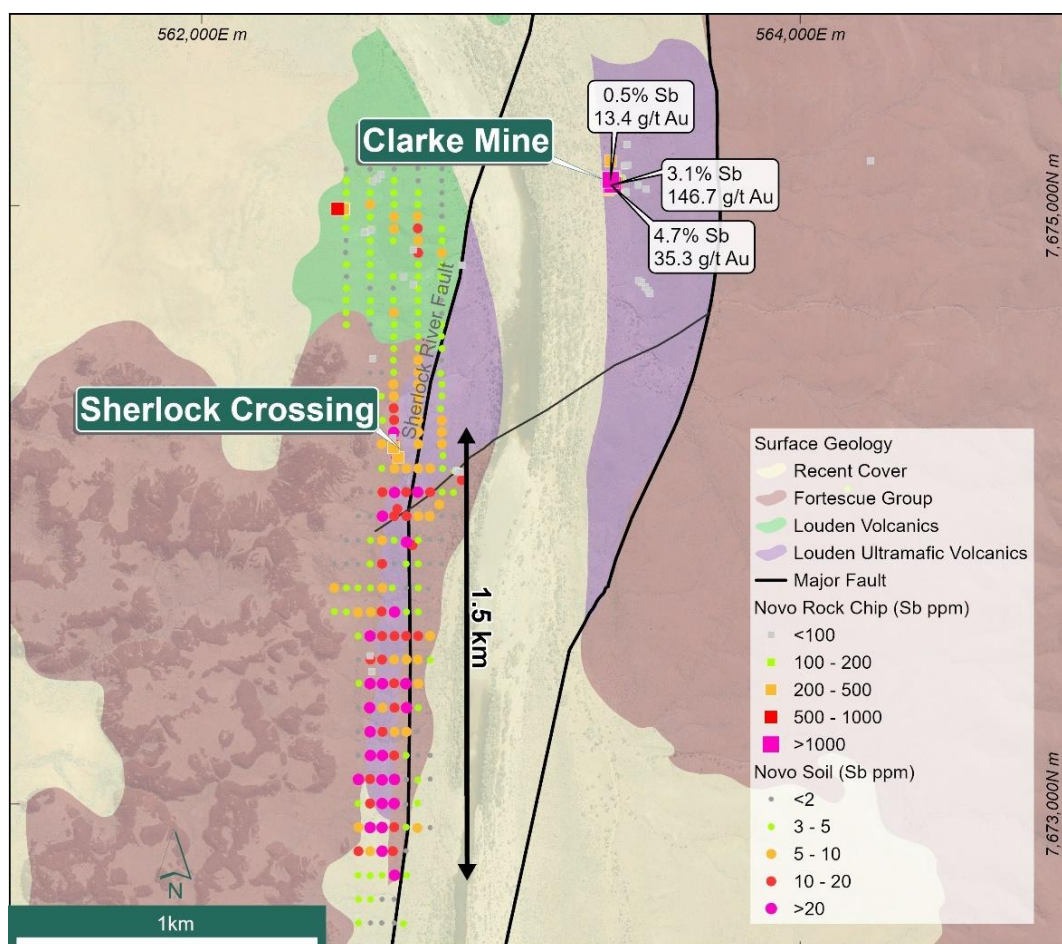 562,000E m
564,000E m
0.5% Sb
13.4 g/t Au
Clarke Mine
3.1% Sb
146.7 g/t Au
4.7% Sb
35.3 g/t Au
7,675,000N m
Sherlock River Fault
Sherlock Crossing
1.5 km
Surface Geology
Recent Cover
Fortescue Group
Louden Volcanics
Louden Ultramafic Volcanics
Major Fault
Novo Rock Chip (Sb ppm)
<100
100 - 200
200 - 500
500 - 1000
>1000
Novo Soil (Sb ppm)
<2
3 - 5
5 - 10
10 - 20
>20
7,673,000N m
N
1km